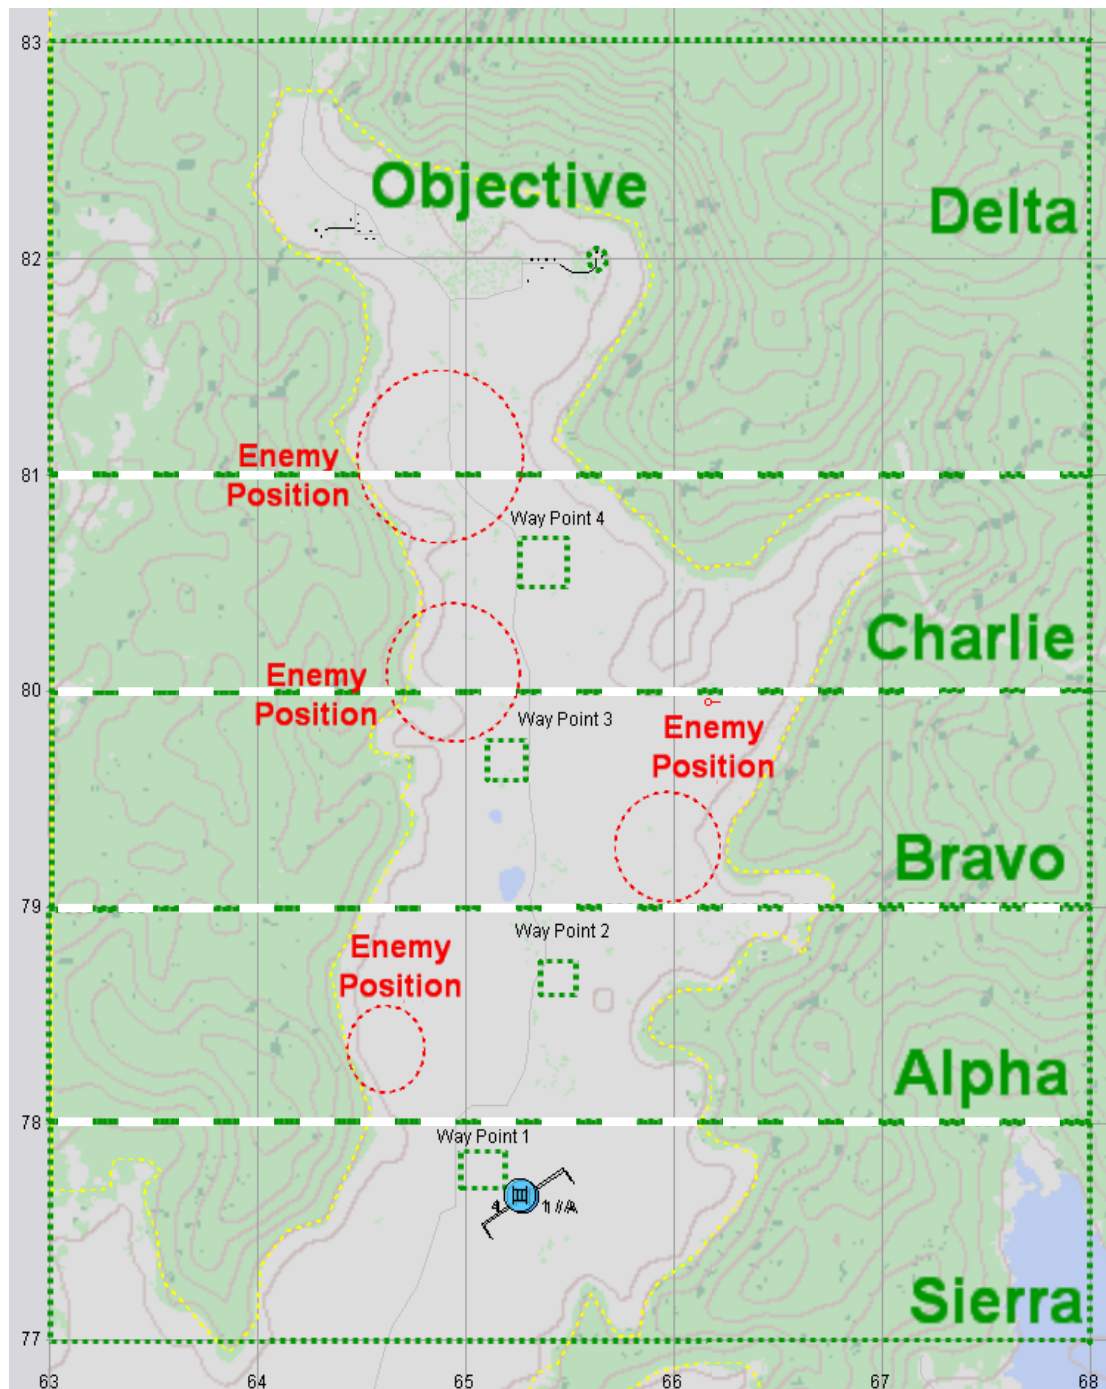 83
Objective
Delta
82
Enemy
Position
81
Way Point 4
Charlie
Enemy
Position
80
Way Point 3
Enemy
Position
Bravo
79
Way Point 2
Enemy
Position
Alpha
78
Way Point 1
Sierra
77
63 64 65 66 67 68